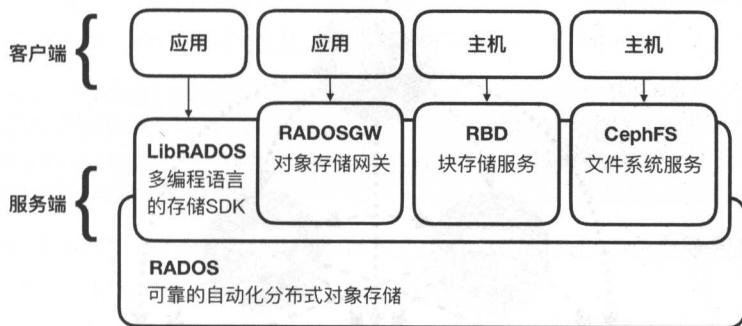 客户端
应用
应用
主机
主机
服务端
LibRADOS
多编程语言
的存储SDK
RADOSGW
对象存储网关
RBD
块存储服务
CephFS
文件系统服务
RADOS
可靠的自动化分布式对象存储